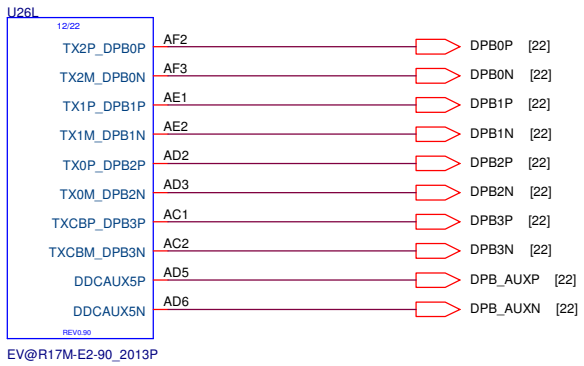 U26L
12/22
TX2P_DPB0P AF2 DPB0P [22]
TX2M_DPB0N AF3 DPB0N [22]
TX1P_DPB1P AE1 DPB1P [22]
TX1M_DPB1N AE2 DPB1N [22]
TX0P_DPB2P AD2 DPB2P [22]
TX0M_DPB2N AD3 DPB2N [22]
TXCBP_DPB3P AC1 DPB3P [22]
TXCBM_DPB3N AC2 DPB3N [22]
DDCAUX5P AD5 DPB_AUXP [22]
DDCAUX5N AD6 DPB_AUXN [22]
REV0.90
EV@R17M-E2-90_2013P